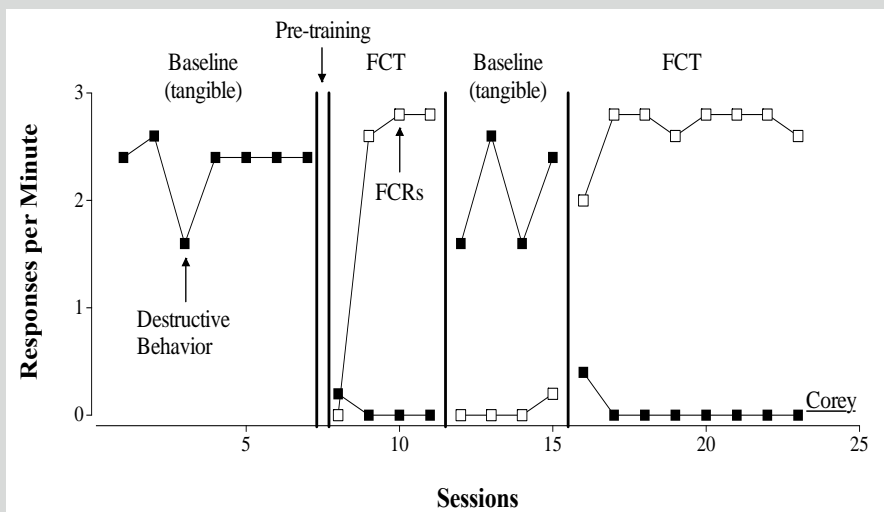 Pre-training
Baseline
(tangible)
FCT
Baseline
(tangible)
FCT
3
2
1
0
Responses per Minute
FCRs
Destructive
Behavior
Corey
5
10
15
20
25
Sessions